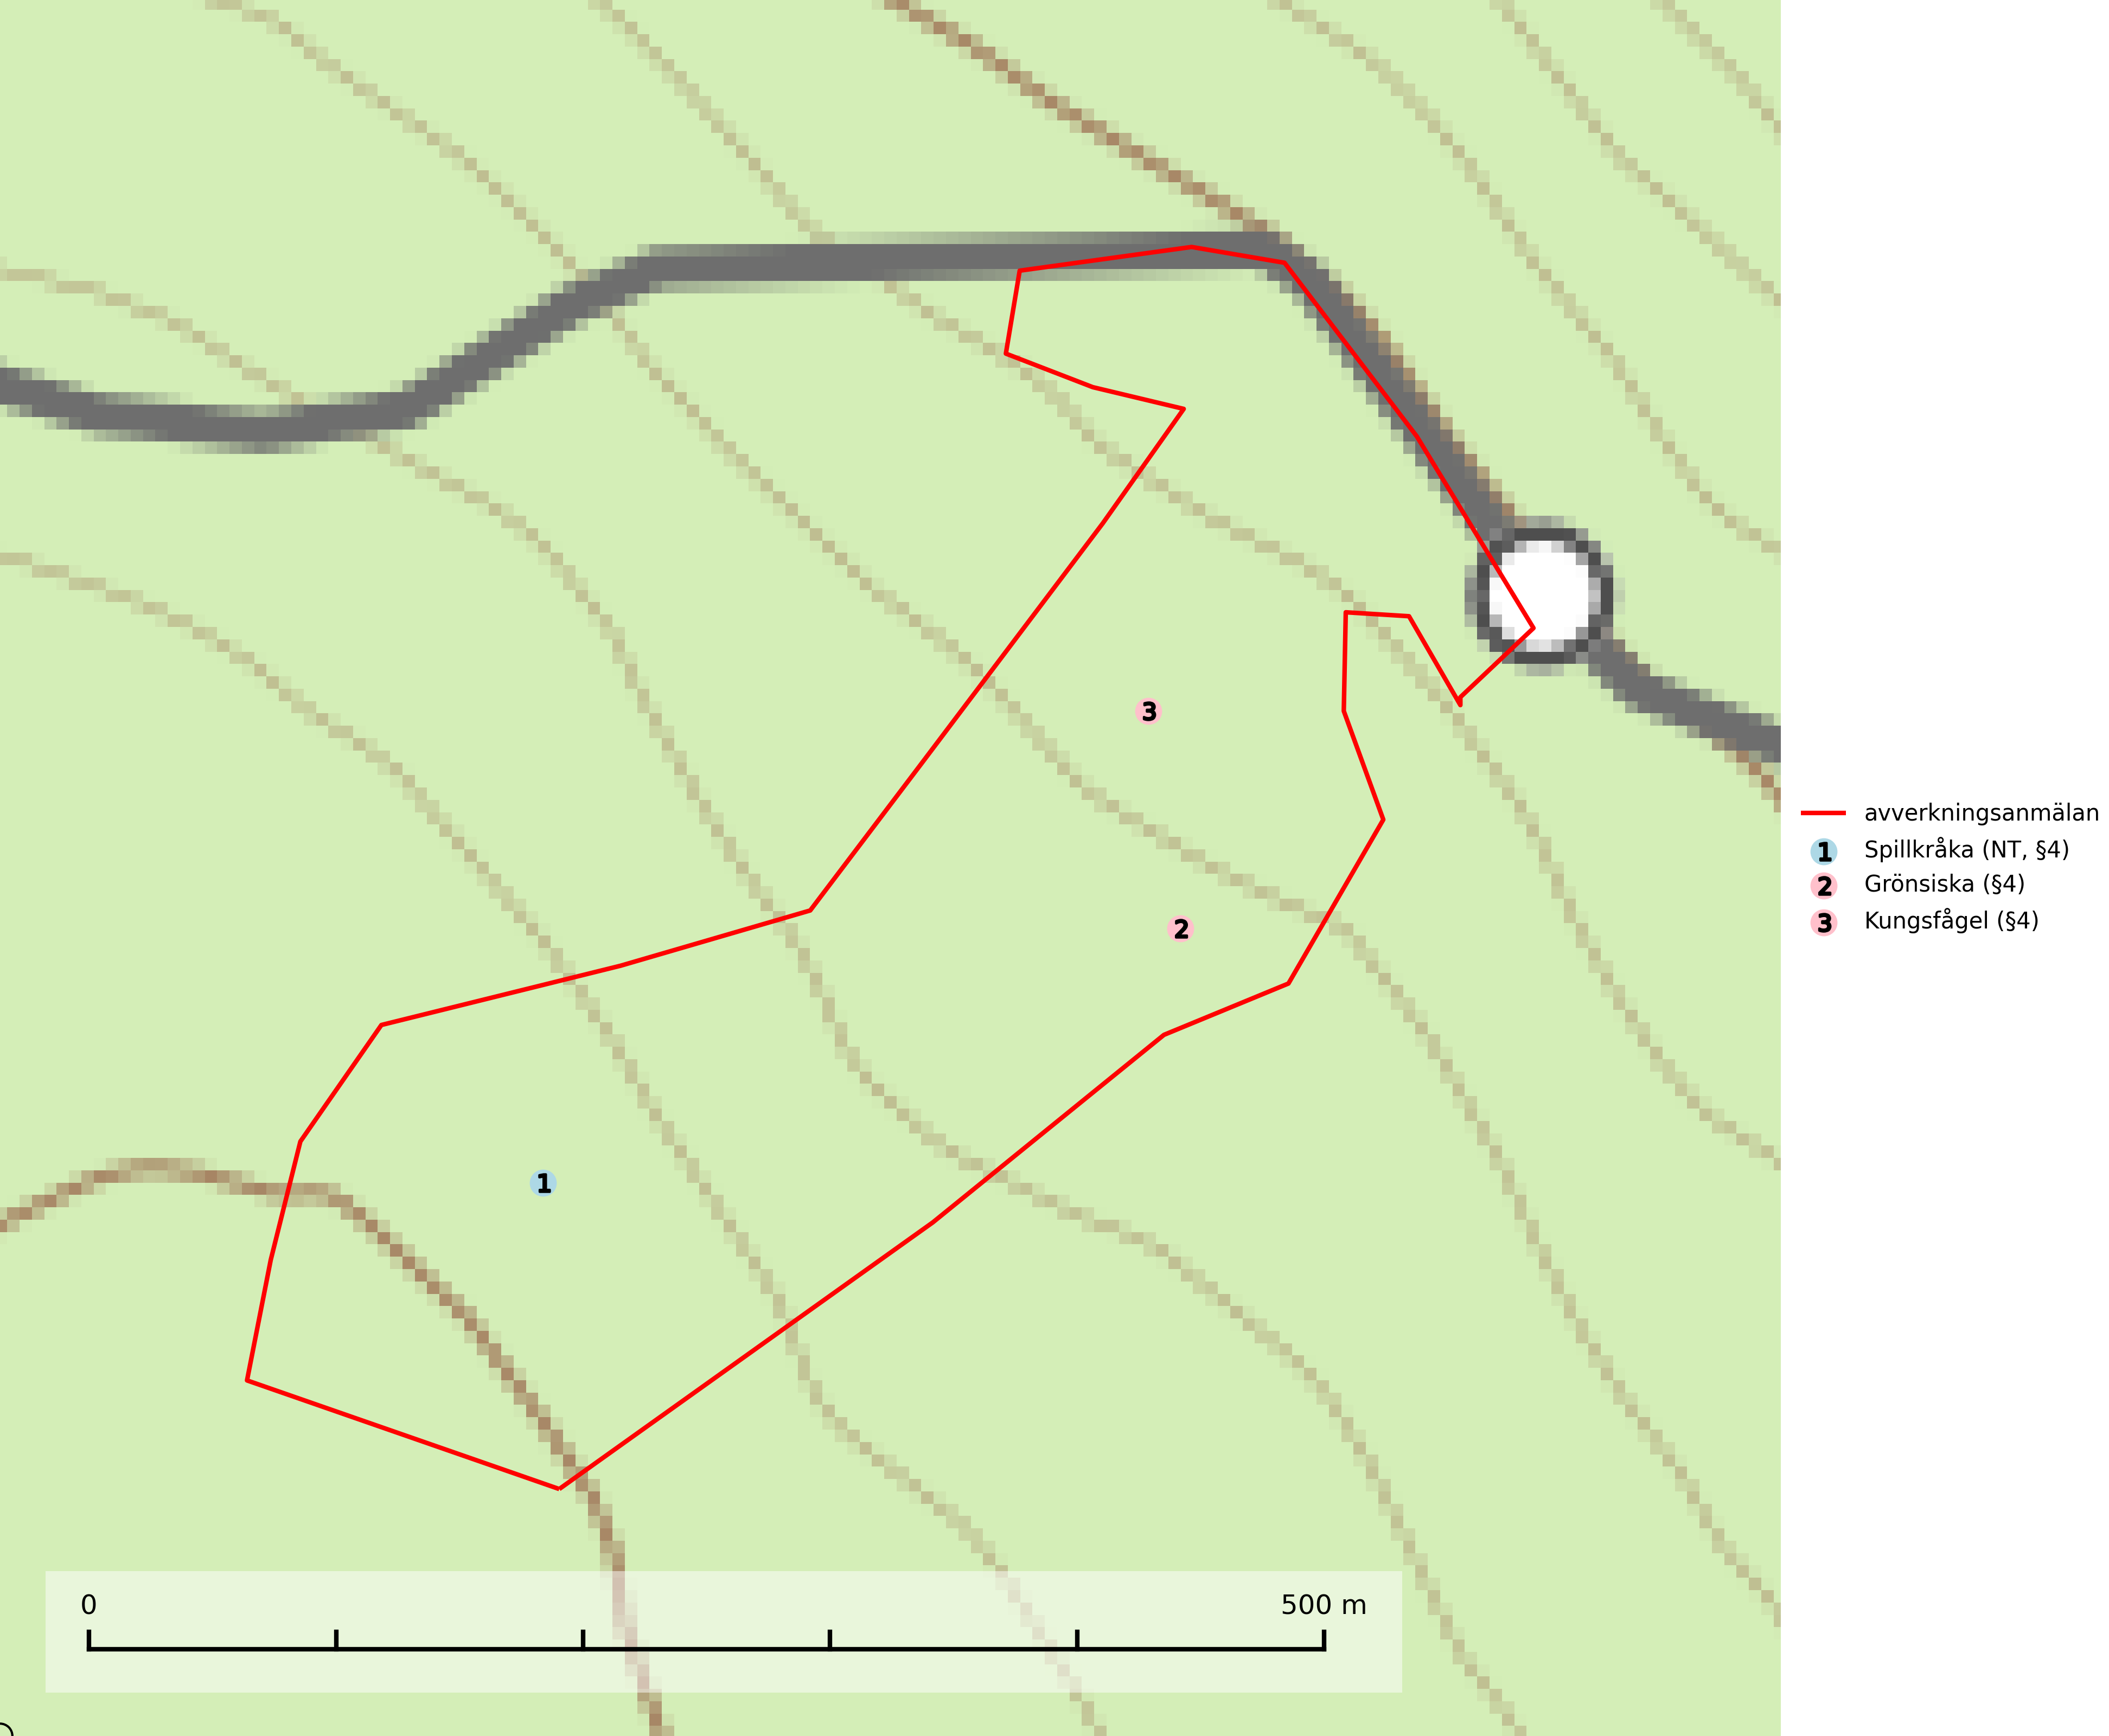 3
2
1
avverkningsanmälan
1 Spillkråka (NT, §4)
2 Grönsiska (§4)
3 Kungsfågel (§4)
0 500 m